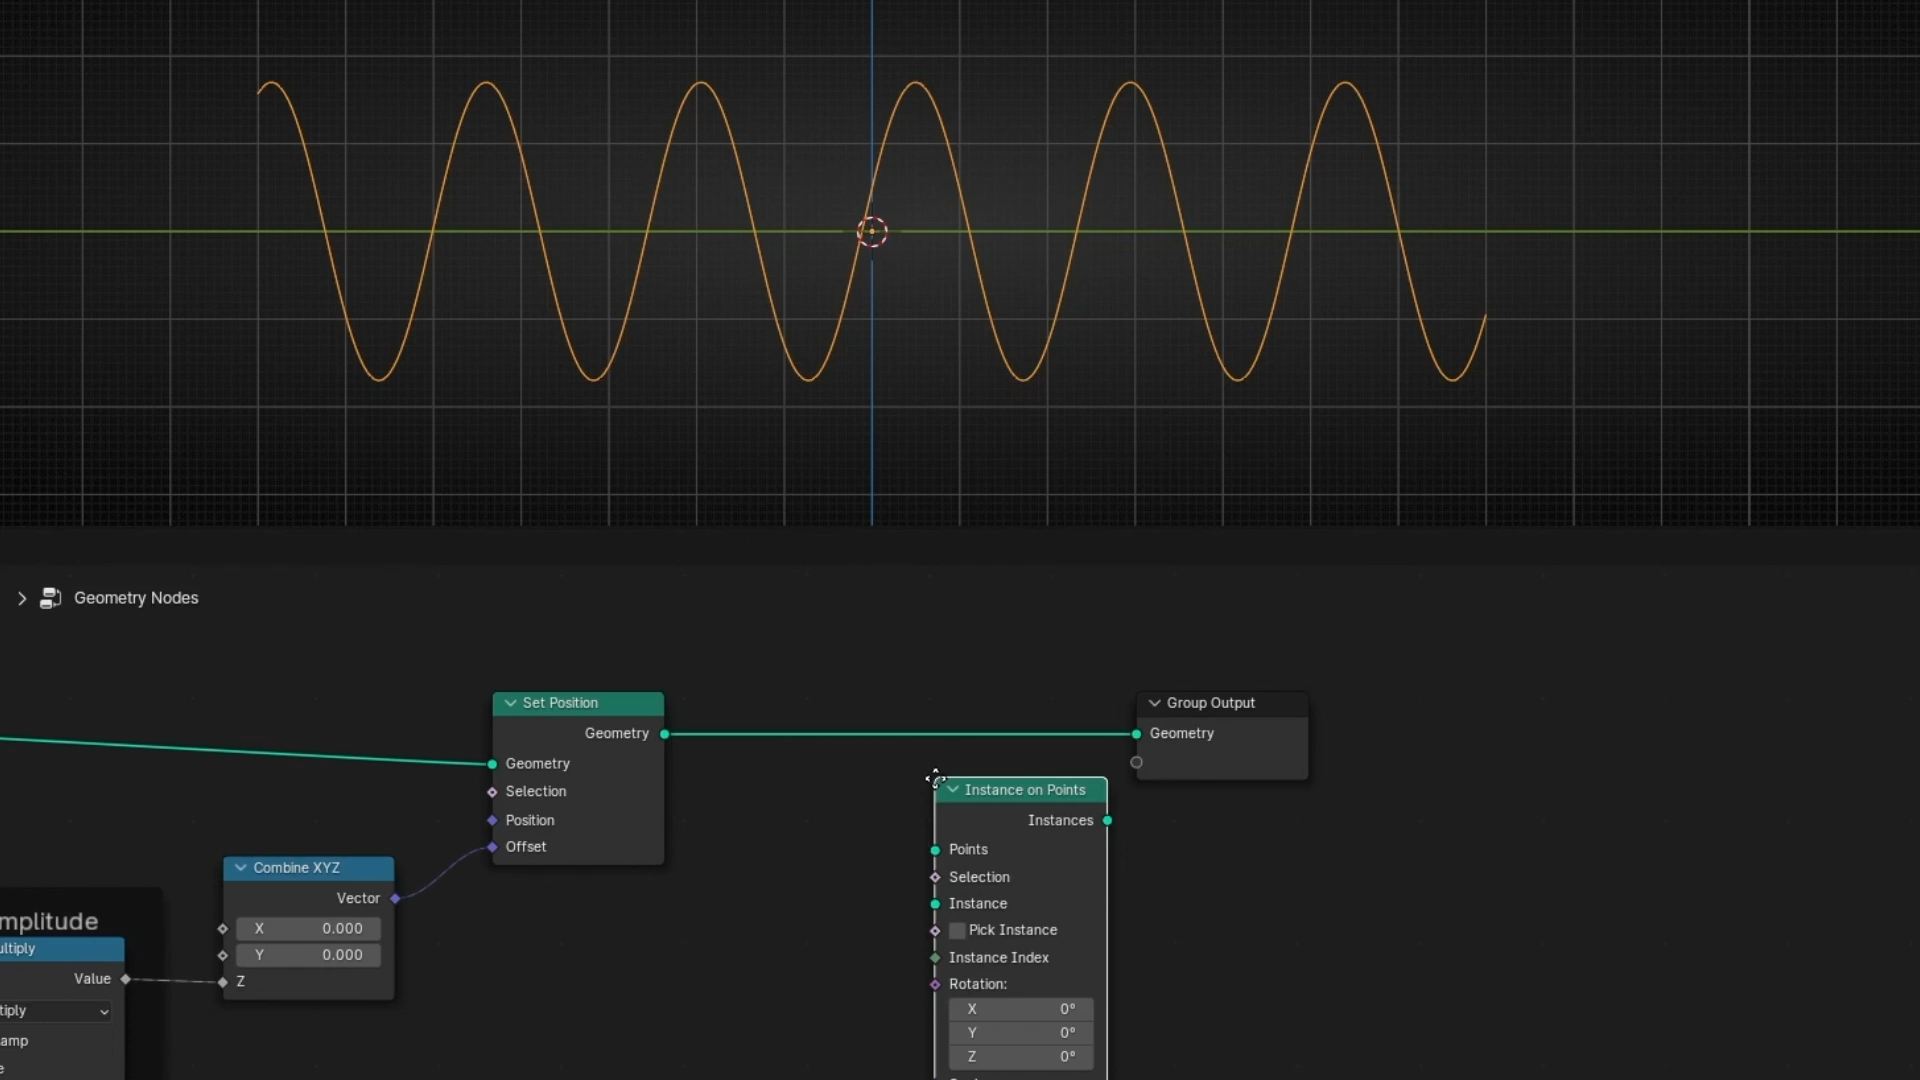 Geometry Nodes
Set Position
Geometry
Geometry
Selection
Position
Offset
Group Output
Geometry
Instance on Points
Instances
Points
Selection
Instance
Pick Instance
Instance Index
Rotation:
X 0°
Y 0°
Z 0°
Combine XYZ
Vector
X 0.000
Y 0.000
Z
mplitude
ultiply
Value
tiply
amp
e